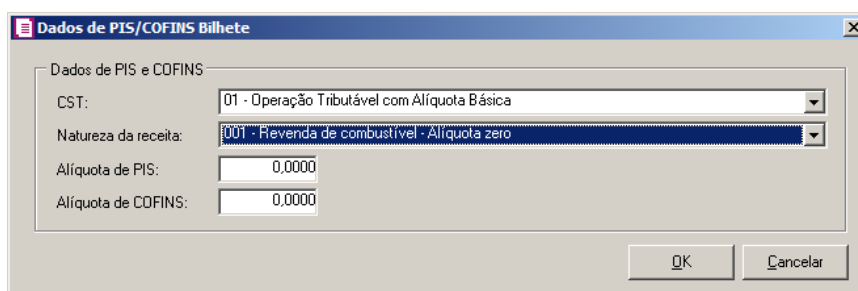 Dados de PIS/COFINS Bilhete
Dados de PIS e COFINS
CST: 01 - Operação Tributável com Alíquota Básica
Natureza da receita: 001 - Revenda de combustível - Alíquota zero
Alíquota de PIS: 0,0000
Alíquota de COFINS: 0,0000
OK Cancelar